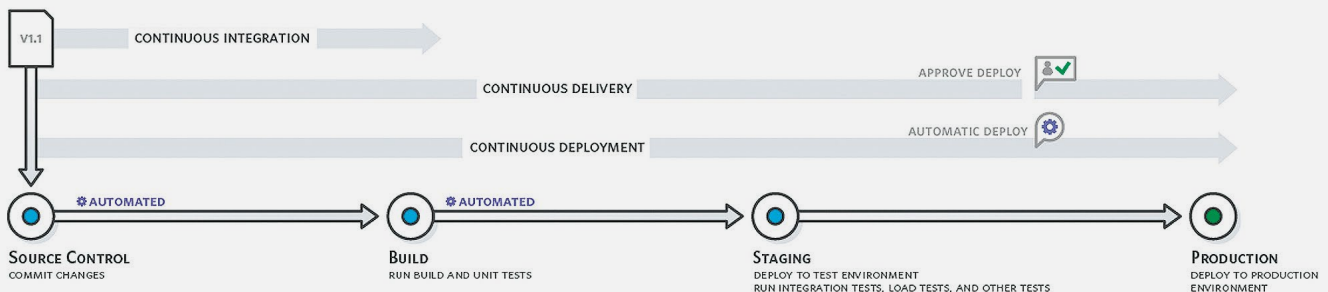 V1.1
CONTINUOUS INTEGRATION
APPROVE DEPLOY
CONTINUOUS DELIVERY
AUTOMATIC DEPLOY
CONTINUOUS DEPLOYMENT
AUTOMATED
AUTOMATED
SOURCE CONTROL
COMMIT CHANGES
BUILD
RUN BUILD AND UNIT TESTS
STAGING
DEPLOY TO TEST ENVIRONMENT
RUN INTEGRATION TESTS, LOAD TESTS, AND OTHER TESTS
PRODUCTION
DEPLOY TO PRODUCTION
ENVIRONMENT